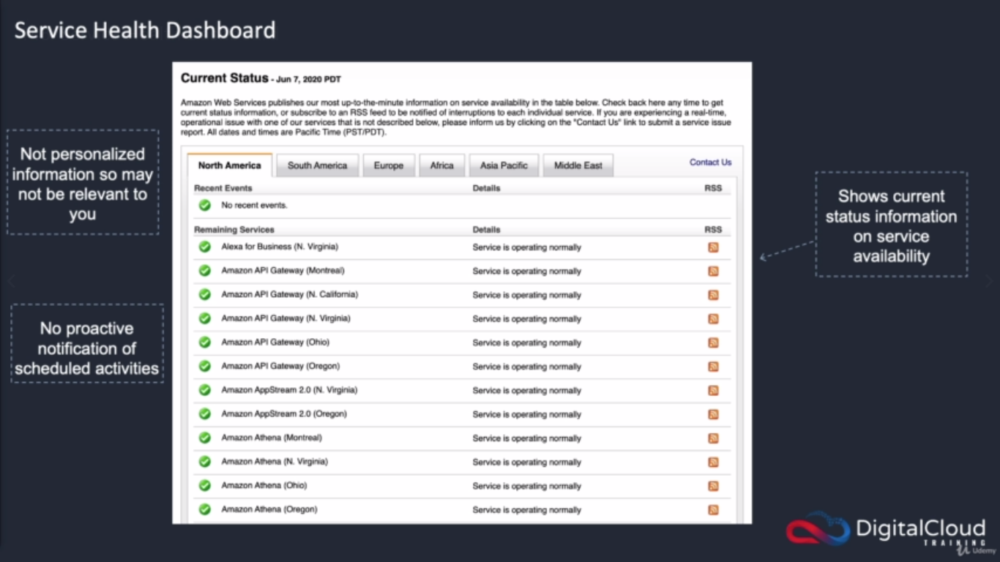 Service Health Dashboard
Current Status - Jun 7, 2020 PDT
Amazon Web Services publishes our most up-to-the-minute information on service availability in the table below. Check back here any time to get
current status information, or subscribe to an RSS feed to be notified of interruptions to each individual service. If you are experiencing a real-time,
operational issue with one of our services that is not described below, please inform us by clicking on the "Contact Us" link to submit a service issue
report. All dates and times are Pacific Time (PST/PDT).
Not personalized
information so may
not be relevant to
you
No proactive
notification of
scheduled activities
North America South America Europe Africa Asia Pacific Middle East Contact Us
Recent Events Details RSS
No recent events.
Remaining Services Details RSS
Alexa for Business (N. Virginia) Service is operating normally
Amazon API Gateway (Montreal) Service is operating normally
Amazon API Gateway (N. California) Service is operating normally
Amazon API Gateway (N. Virginia) Service is operating normally
Amazon API Gateway (Ohio) Service is operating normally
Amazon API Gateway (Oregon) Service is operating normally
Amazon AppStream 2.0 (N. Virginia) Service is operating normally
Amazon AppStream 2.0 (Oregon) Service is operating normally
Amazon Athena (Montreal) Service is operating normally
Amazon Athena (N. Virginia) Service is operating normally
Amazon Athena (Ohio) Service is operating normally
Amazon Athena (Oregon) Service is operating normally
Shows current
status information
on service
availability
DigitalCloud
TRAINING
Udemy